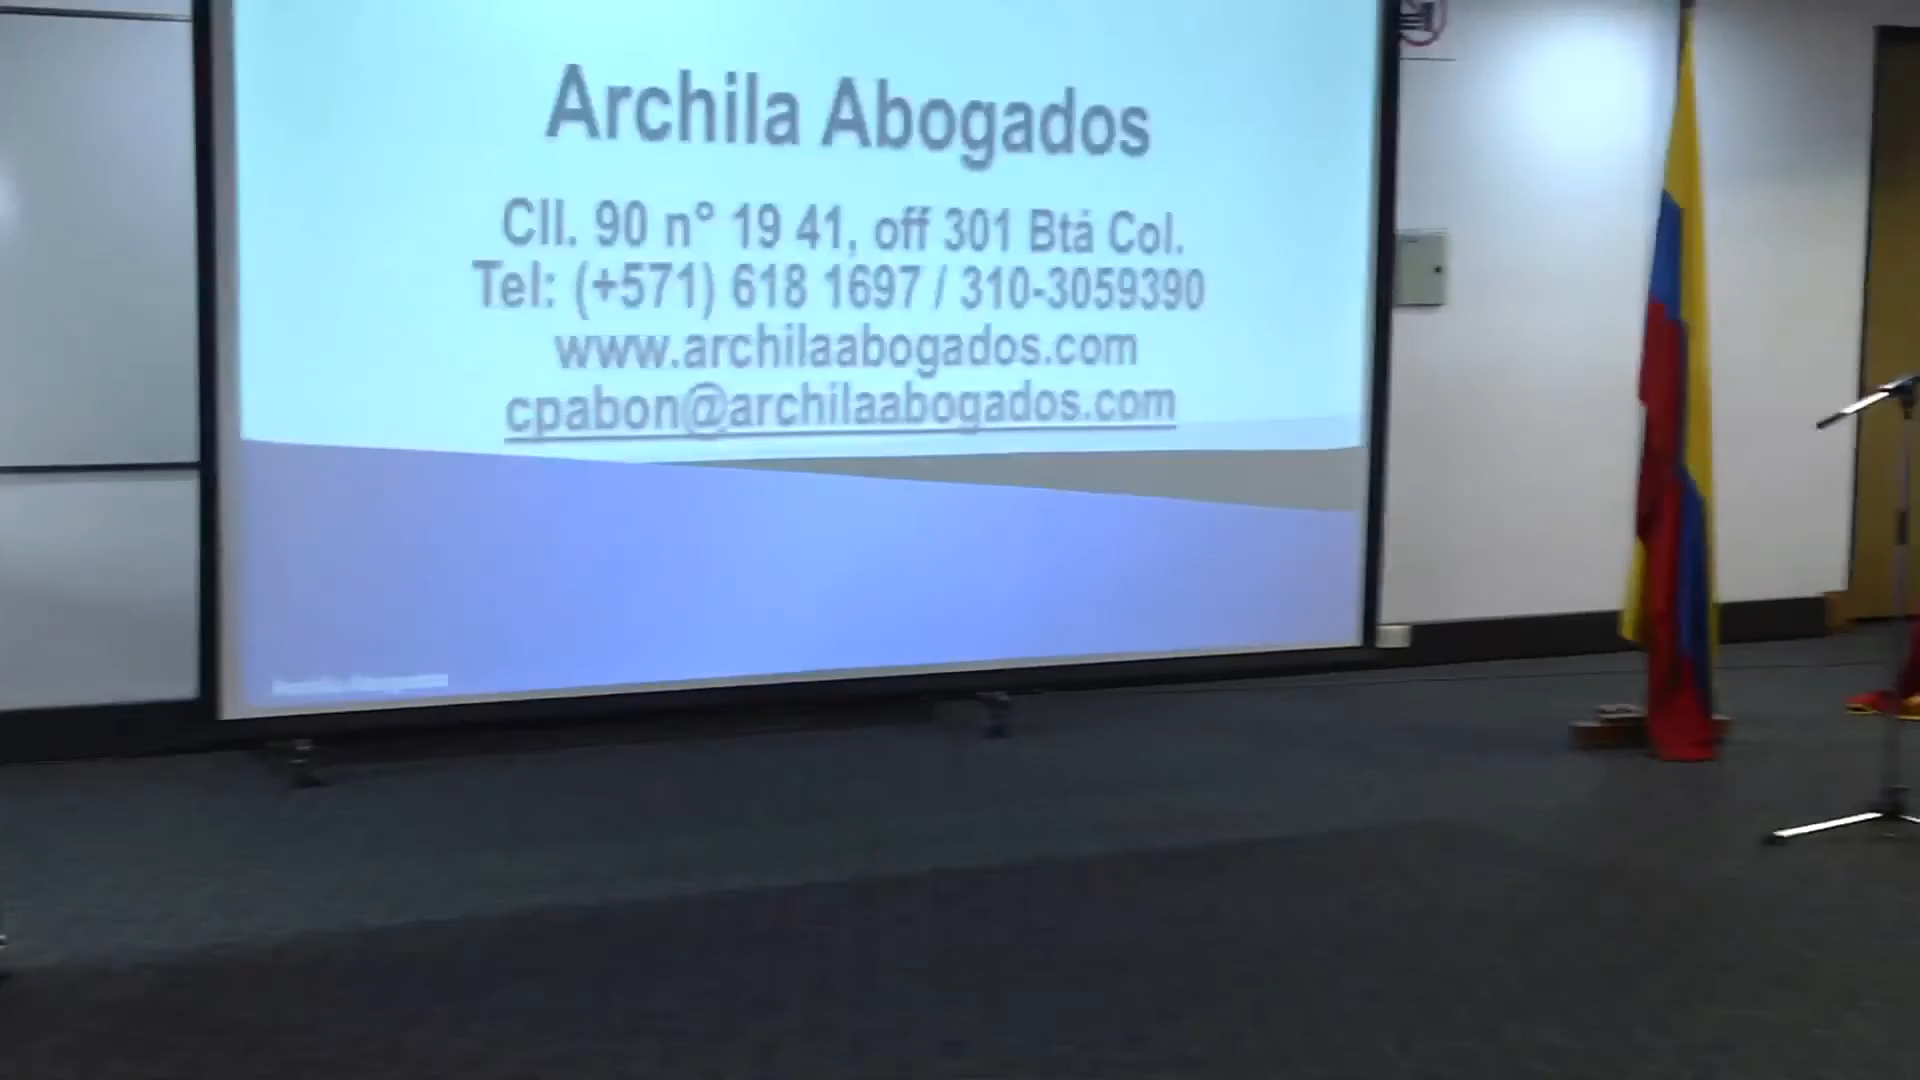 Archila Abogados
Cll. 90 n° 19 41, off 301 Btá Col.
Tel: (+571) 618 1697 / 310-3059390
www.archilaabogados.com
cpabon@archilaabogados.com